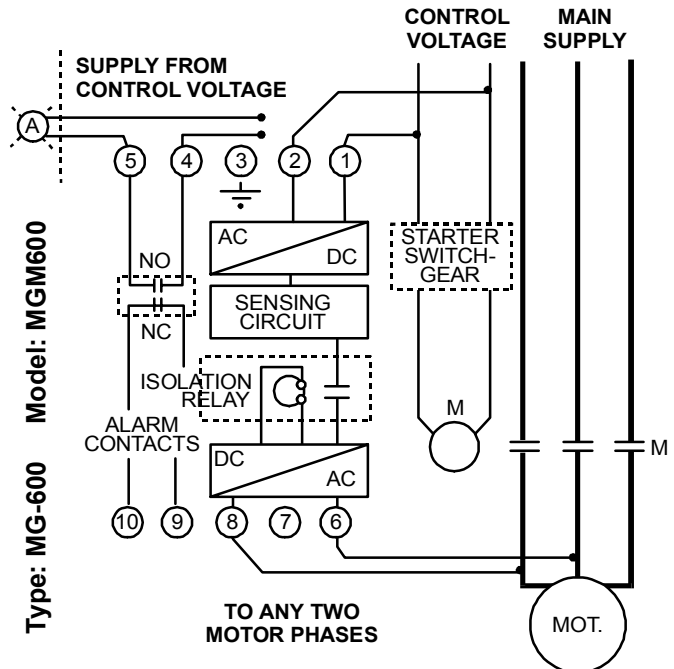 CONTROL
VOLTAGE
MAIN
SUPPLY
SUPPLY FROM
CONTROL VOLTAGE
A
5
4
3
2
1
AC
DC
STARTER
SWITCH-
GEAR
NO
NC
SENSING
CIRCUIT
ISOLATION
RELAY
M
M
ALARM
CONTACTS
DC
AC
10
9
8
7
6
TO ANY TWO
MOTOR PHASES
MOT.
Type: MG-600 Model: MGM600